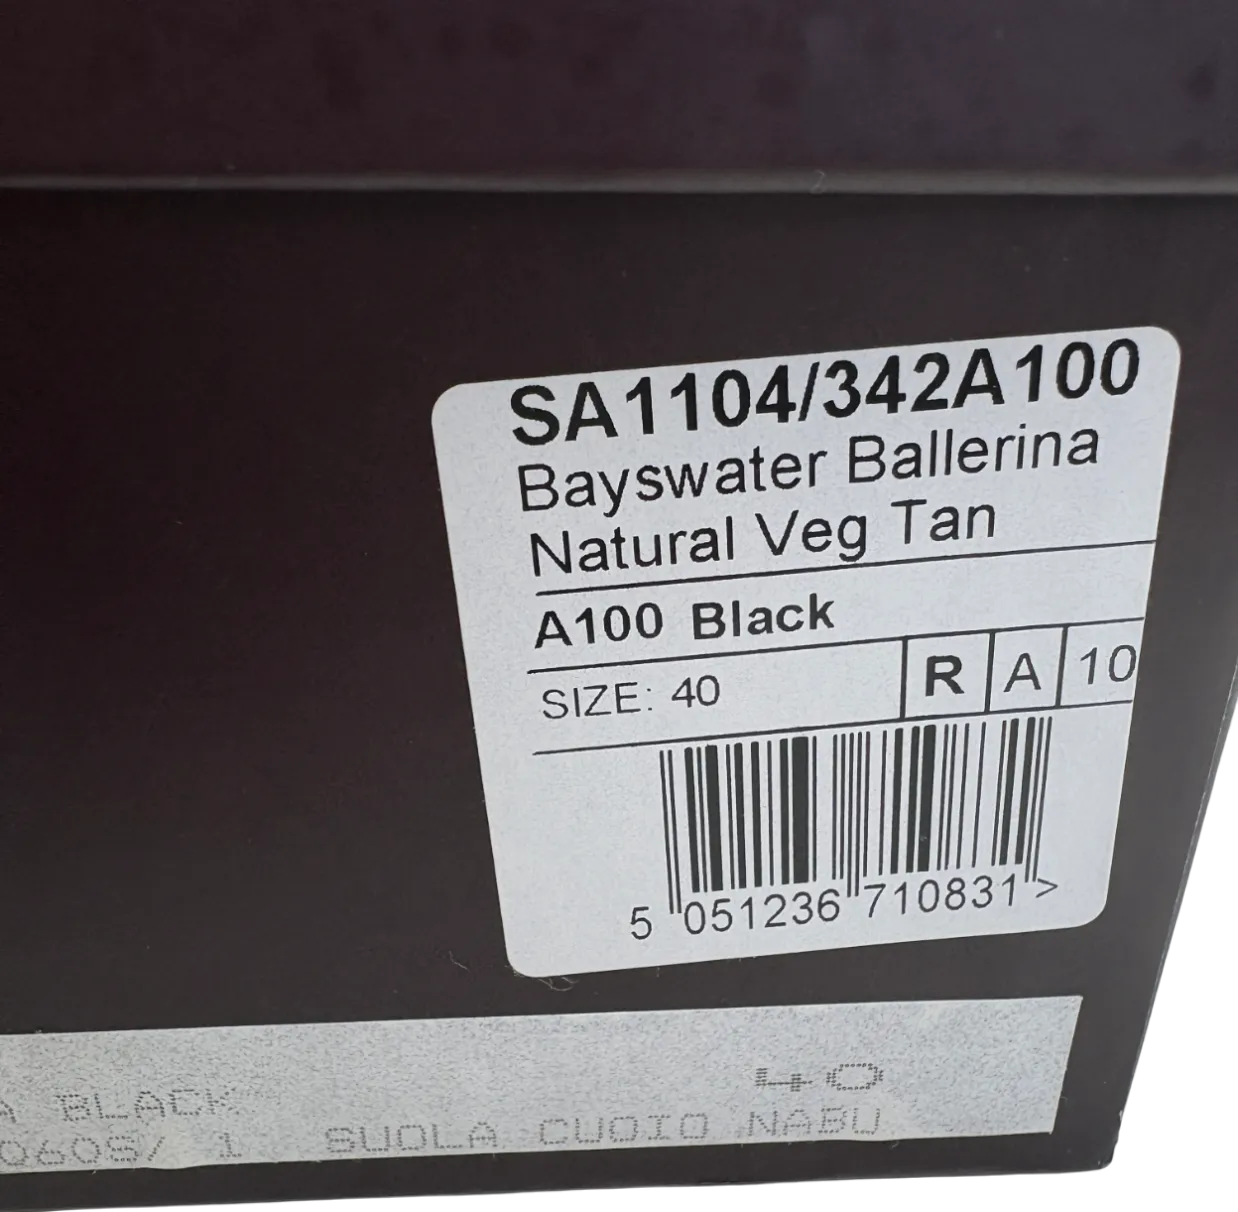 SA1104/342A100
Bayswater Ballerina
Natural Veg Tan
A100 Black
SIZE: 40 R A 10
5 051236 710831 >
40
A BLACK
060S/ 1 SUOLA CUOIO NABU